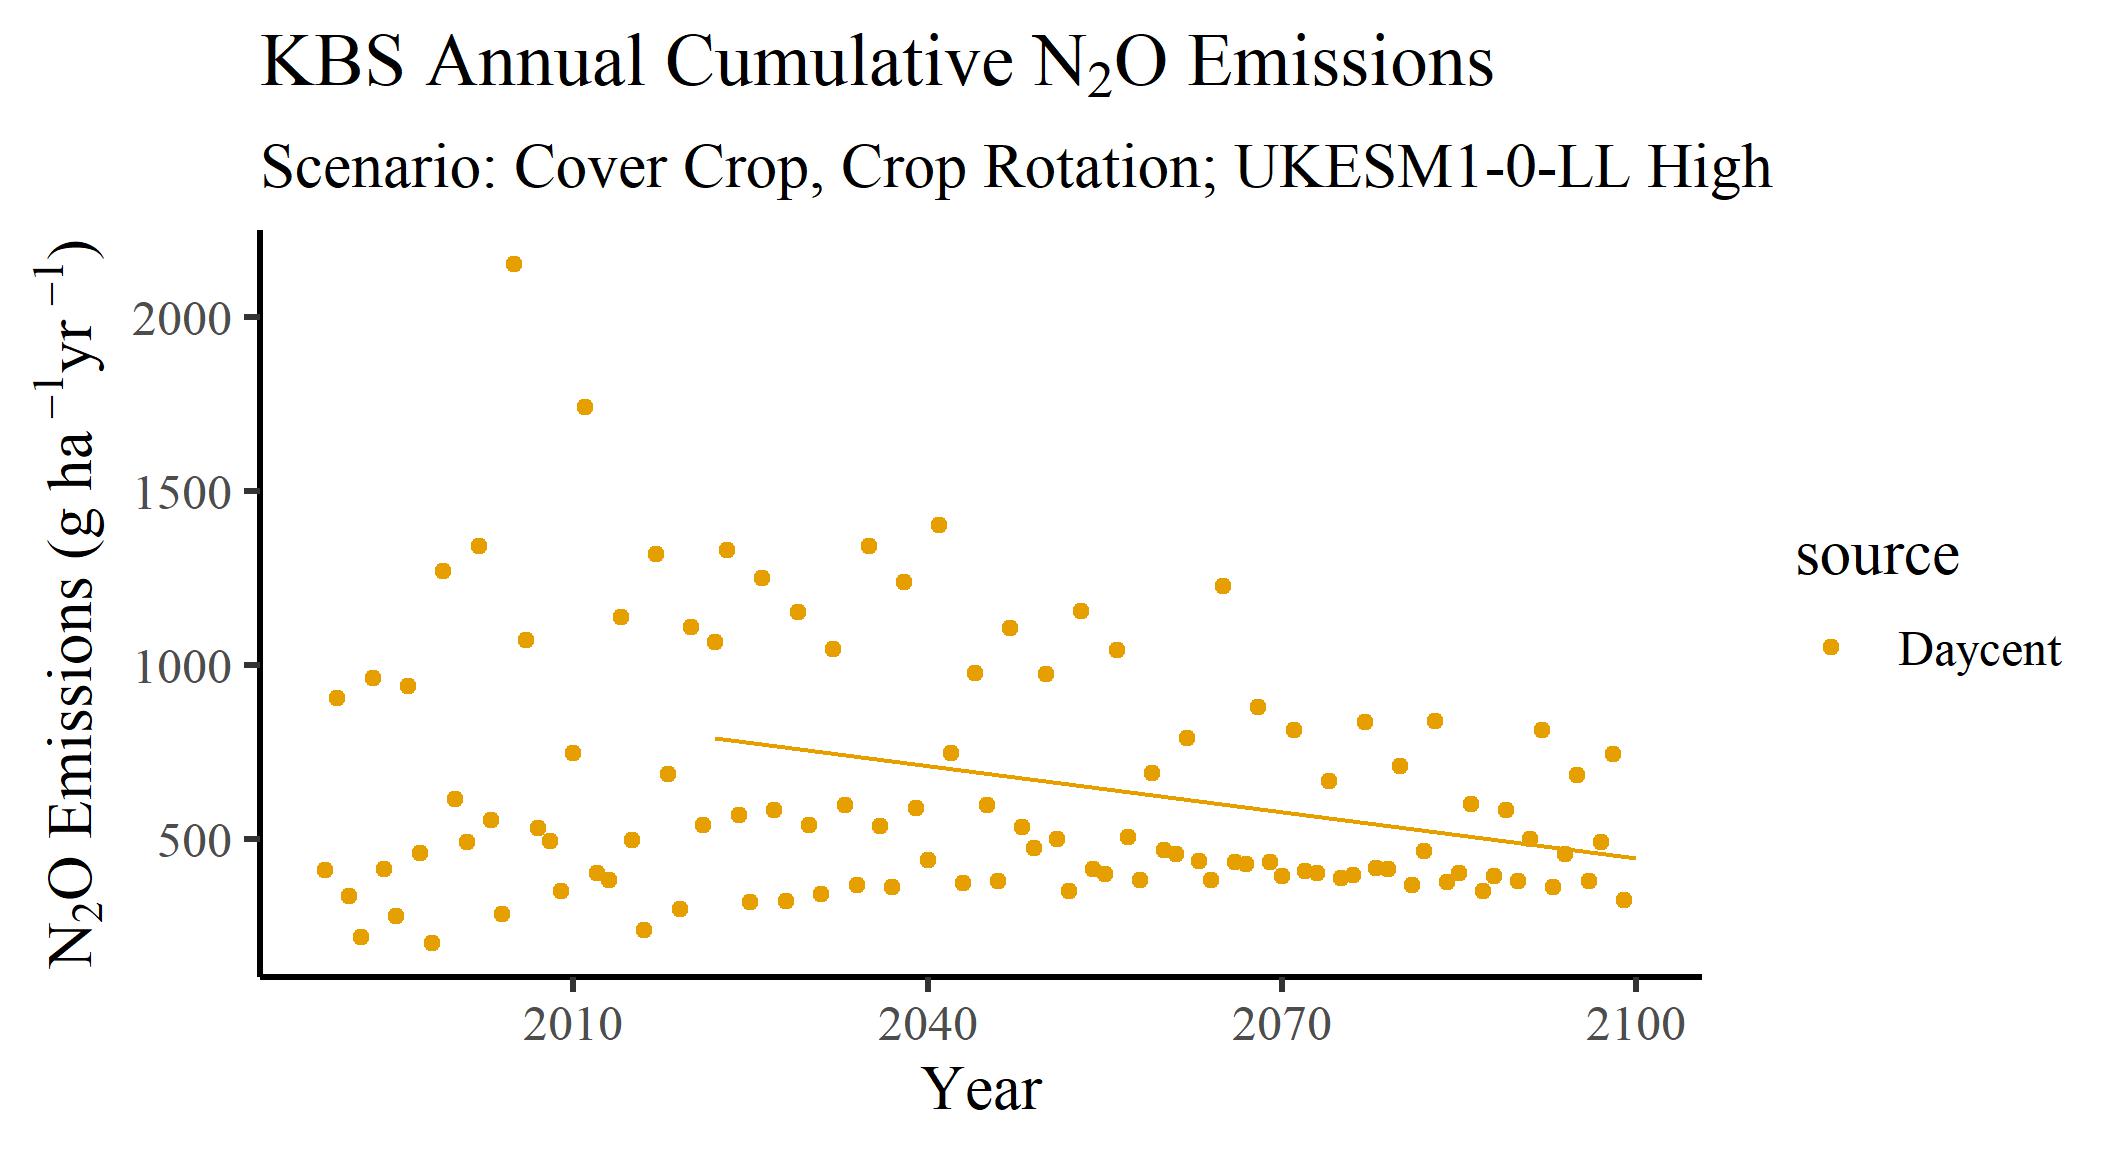 KBS Annual Cumulative N₂O Emissions
Scenario: Cover Crop, Crop Rotation; UKESM1-0-LL High
N₂O Emissions (g ha ⁻¹yr ⁻¹)
2000
1500
1000
500
2010 2040 2070 2100
Year
source
Daycent